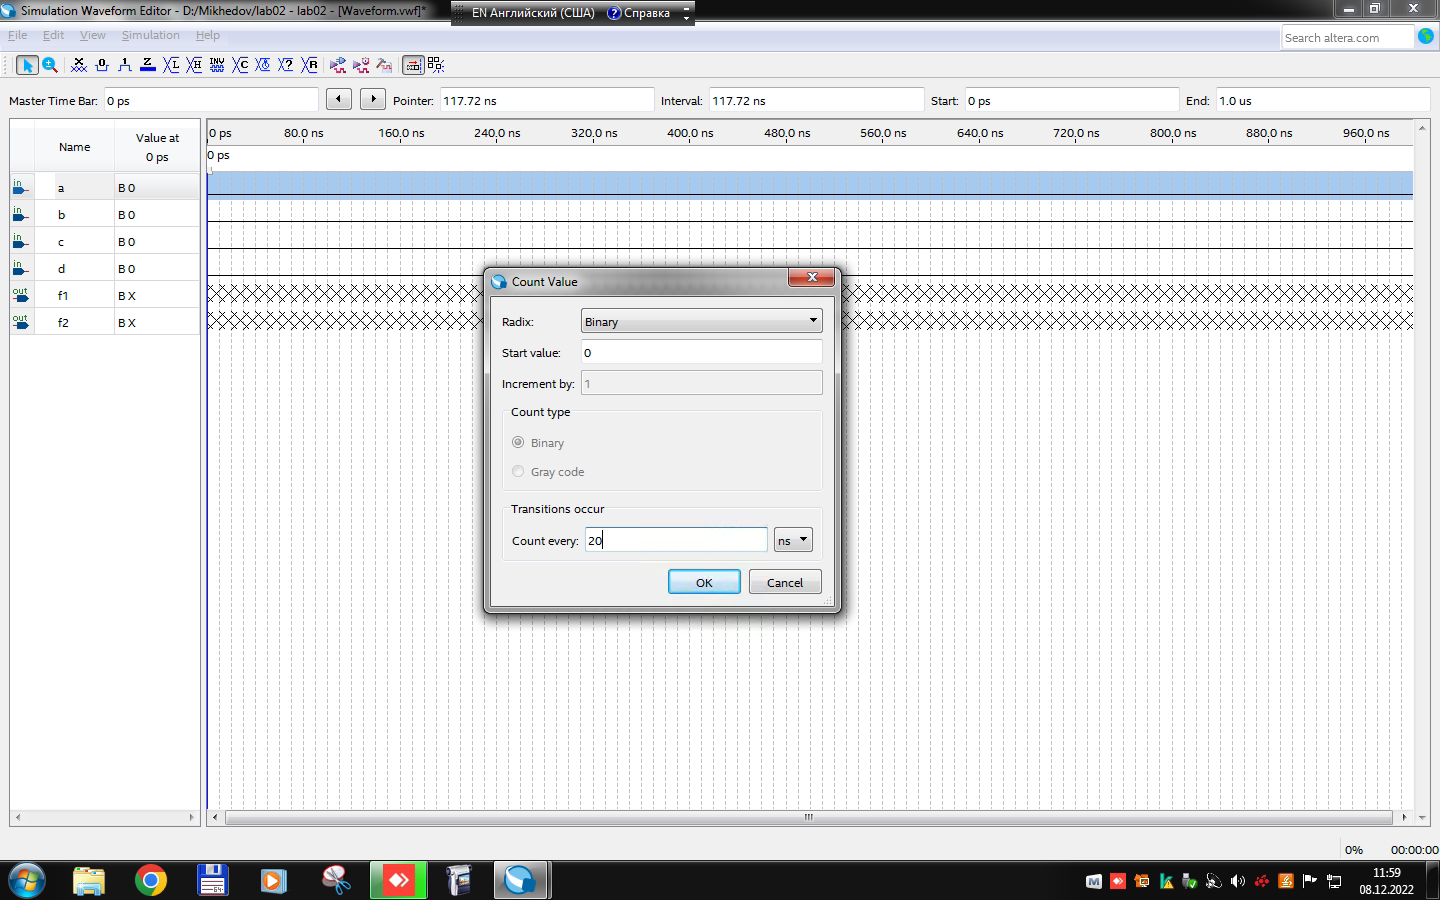 Simulation Waveform Editor - D:/Mikhedov/lab02 - lab02 - [Waveform.vwf]*
EN Английский (США) Справка
File Edit View Simulation Help
Search altera.com
Master Time Bar: 0 ps Pointer: 117.72 ns Interval: 117.72 ns Start: 0 ps End: 1.0 us
Name Value at 0 ps
0 ps 80.0 ns 160.0 ns 240.0 ns 320.0 ns 400.0 ns 480.0 ns 560.0 ns 640.0 ns 720.0 ns 800.0 ns 880.0 ns 960.0 ns
0 ps
in a B 0
in b B 0
in c B 0
in d B 0
out f1 B X
out f2 B X
Count Value
Radix: Binary
Start value: 0
Increment by: 1
Count type
Binary
Gray code
Transitions occur
Count every: 20 ns
OK Cancel
0% 00:00:00
11:59
08.12.2022